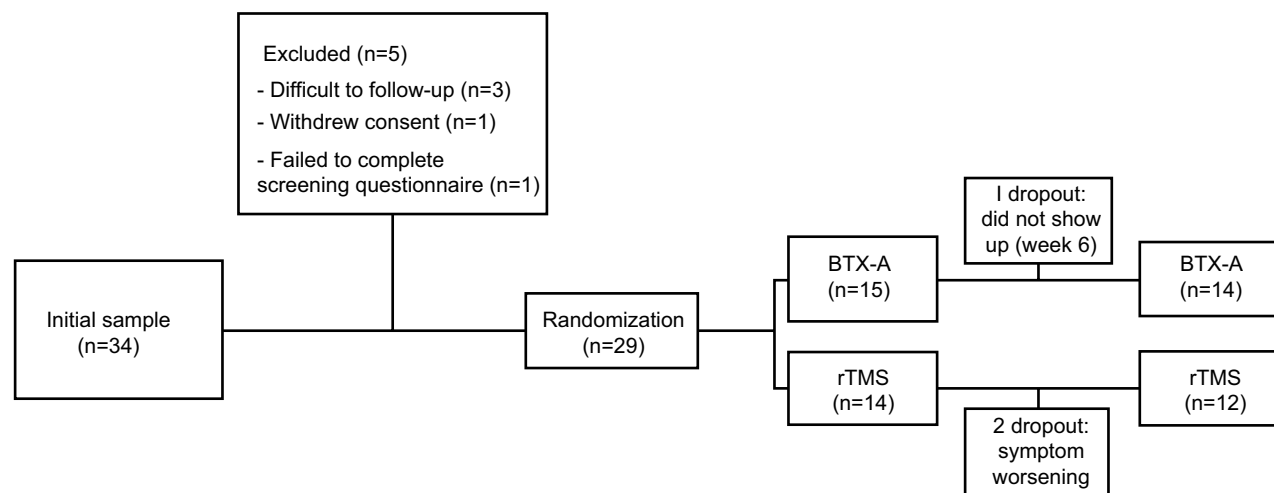 Excluded (n=5)
- Difficult to follow-up (n=3)
- Withdrew consent (n=1)
- Failed to complete
screening questionnaire (n=1)
Initial sample
(n=34)
Randomization
(n=29)
BTX-A
(n=15)
I dropout:
did not show
up (week 6)
BTX-A
(n=14)
rTMS
(n=14)
2 dropout:
symptom
worsening
rTMS
(n=12)